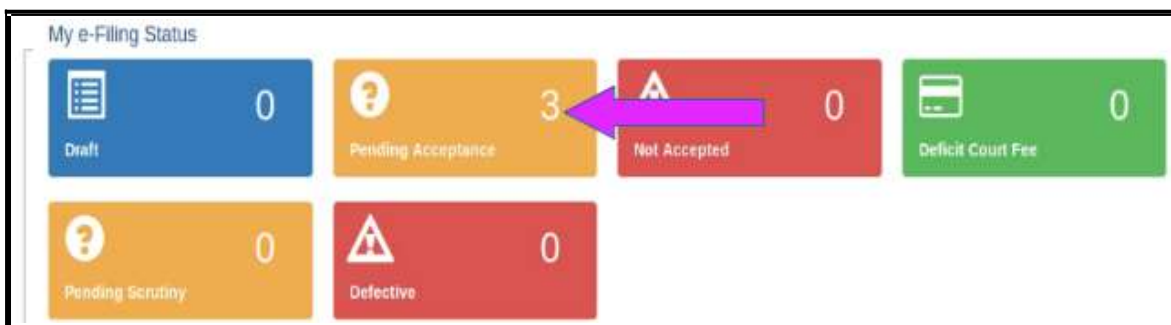 My e-Filing Status
0
Draft
3
Pending Acceptance
0
Not Accepted
0
Deficit Court Fee
0
Pending Scrutiny
0
Defective